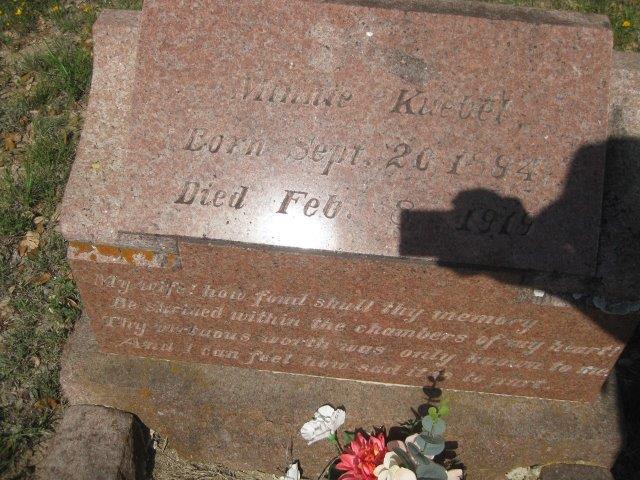 Minnie Kuebel
Born Sept. 20 1894
Died Feb. 8, 1919
My wife! how fond shall thy memory
Be shrined within the chambers of my heart!
Thy virtuous worth was only known to me
And I can feel how sad it is to part.